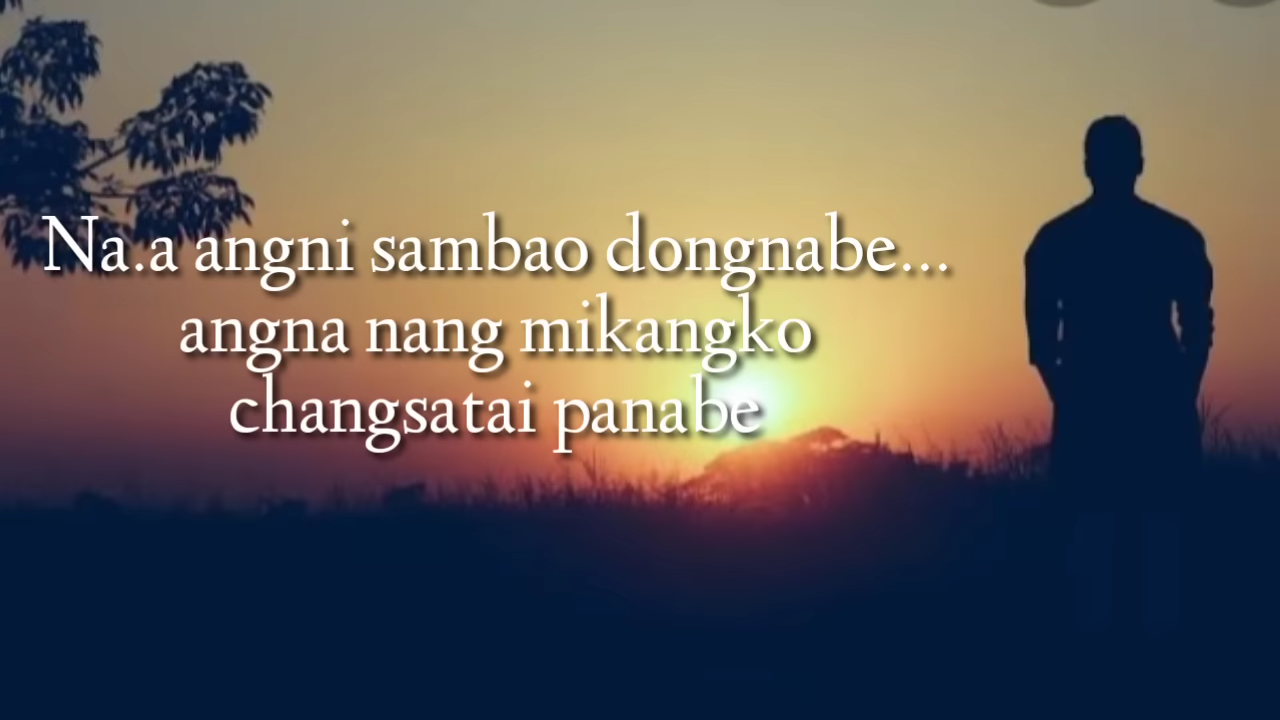 Na.a angni sambao dongnabe...
angna nang mikangko
changsatai panabe